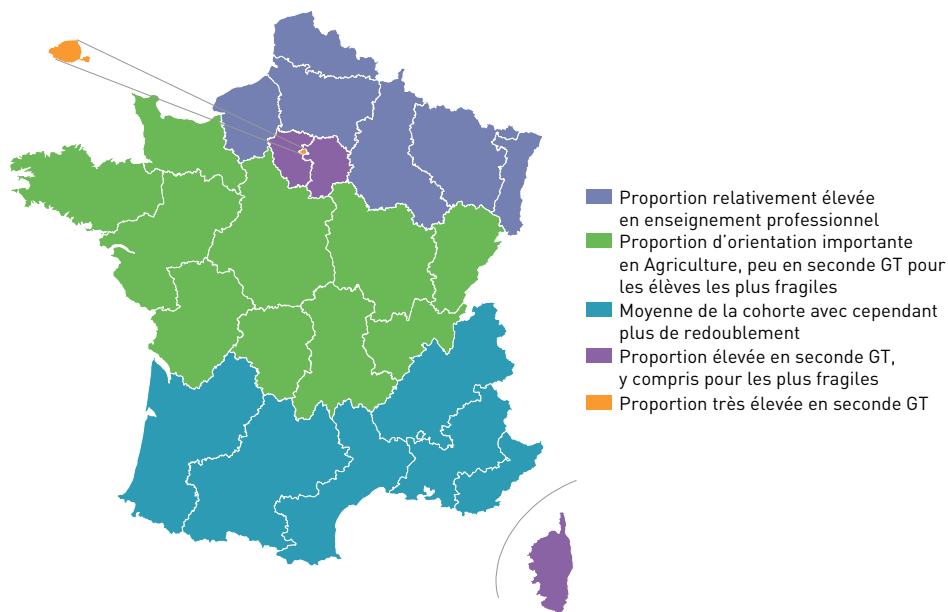 Proportion relativement élevée
en enseignement professionnel
Proportion d'orientation importante
en Agriculture, peu en seconde GT pour
les élèves les plus fragiles
Moyenne de la cohorte avec cependant
plus de redoublement
Proportion élevée en seconde GT,
y compris pour les plus fragiles
Proportion très élevée en seconde GT